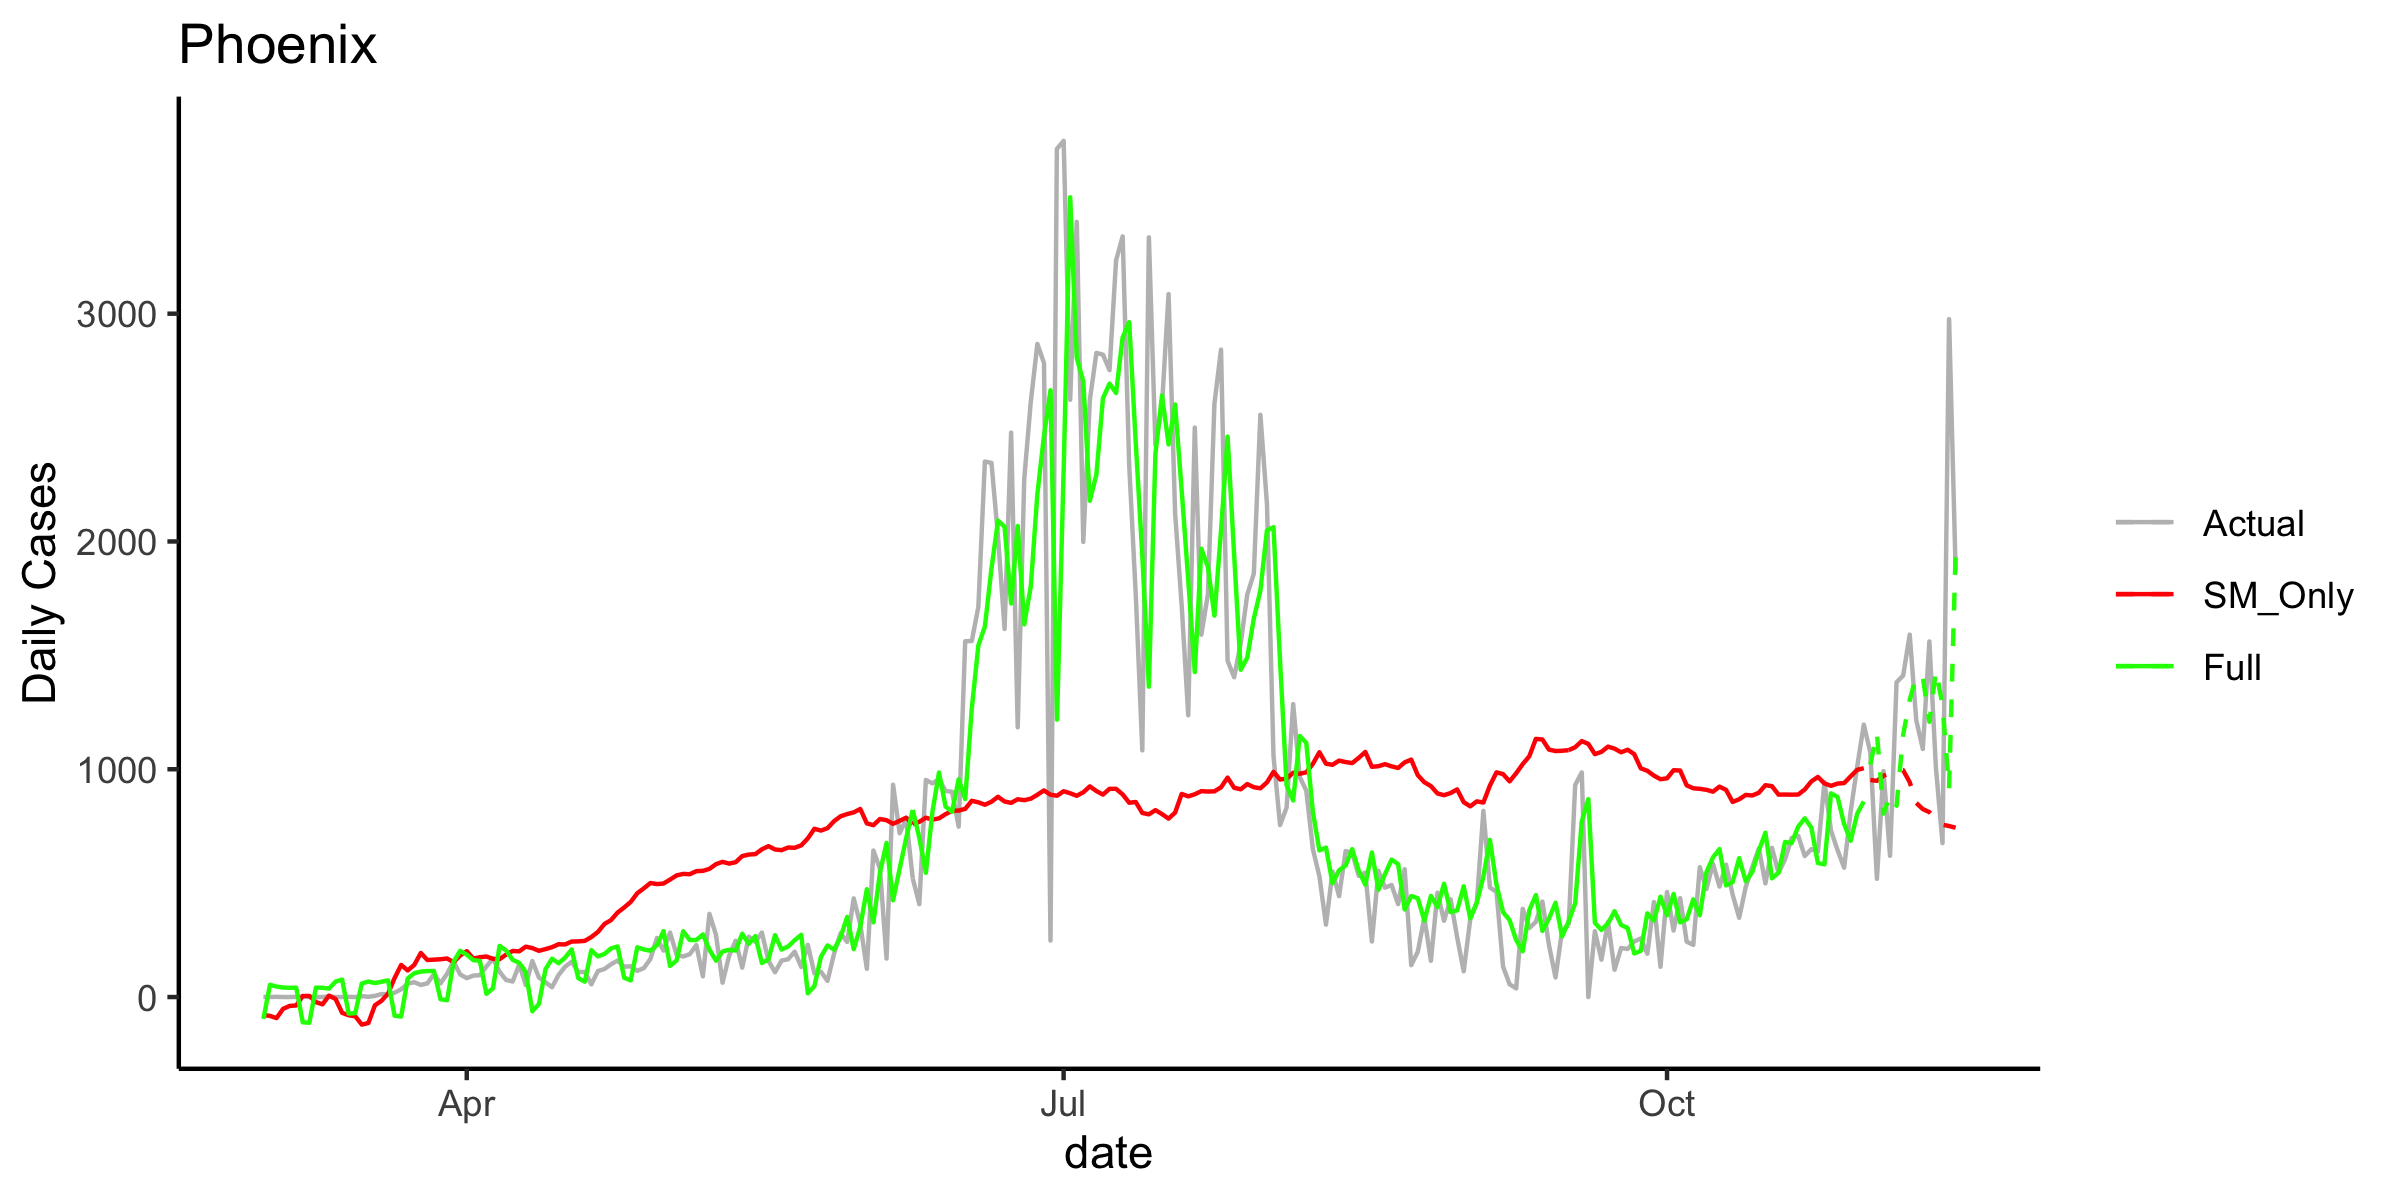 Phoenix
Daily Cases
3000
2000
1000
0
Apr
Jul
Oct
date
Actual
SM_Only
Full